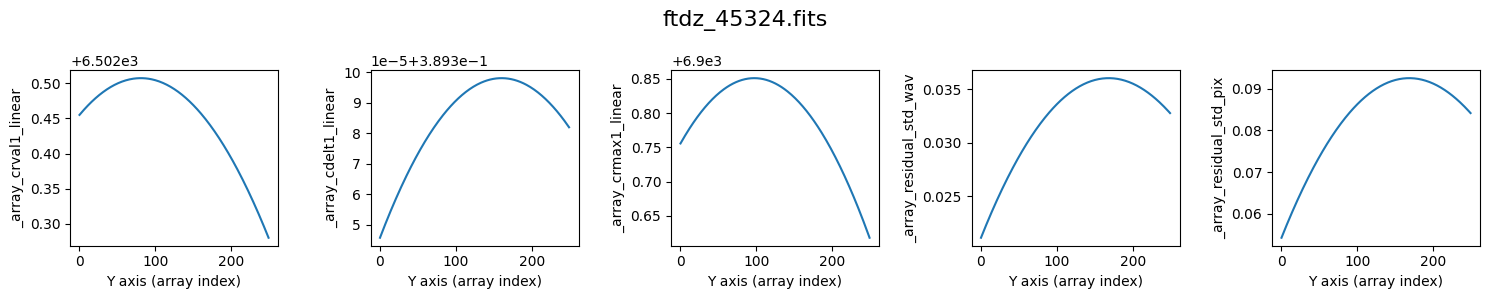 ftdz_45324.fits
+6.502e3
0.50
0.45
0.40
0.35
0.30
_array_crval1_linear
0 100 200
Y axis (array index)
1e-5+3.893e-1
10
9
8
7
6
5
_array_cdelt1_linear
0 200
Y axis (array index)
+6.9e3
0.85
0.80
0.75
0.70
0.65
_array_crmax1_linear
0 100 200
Y axis (array index)
0.035
0.030
0.025
_array_residual_std_wav
0 100 200
Y axis (array index)
0.09
0.08
0.07
0.06
_array_residual_std_pix
0 100 200
Y axis (array index)